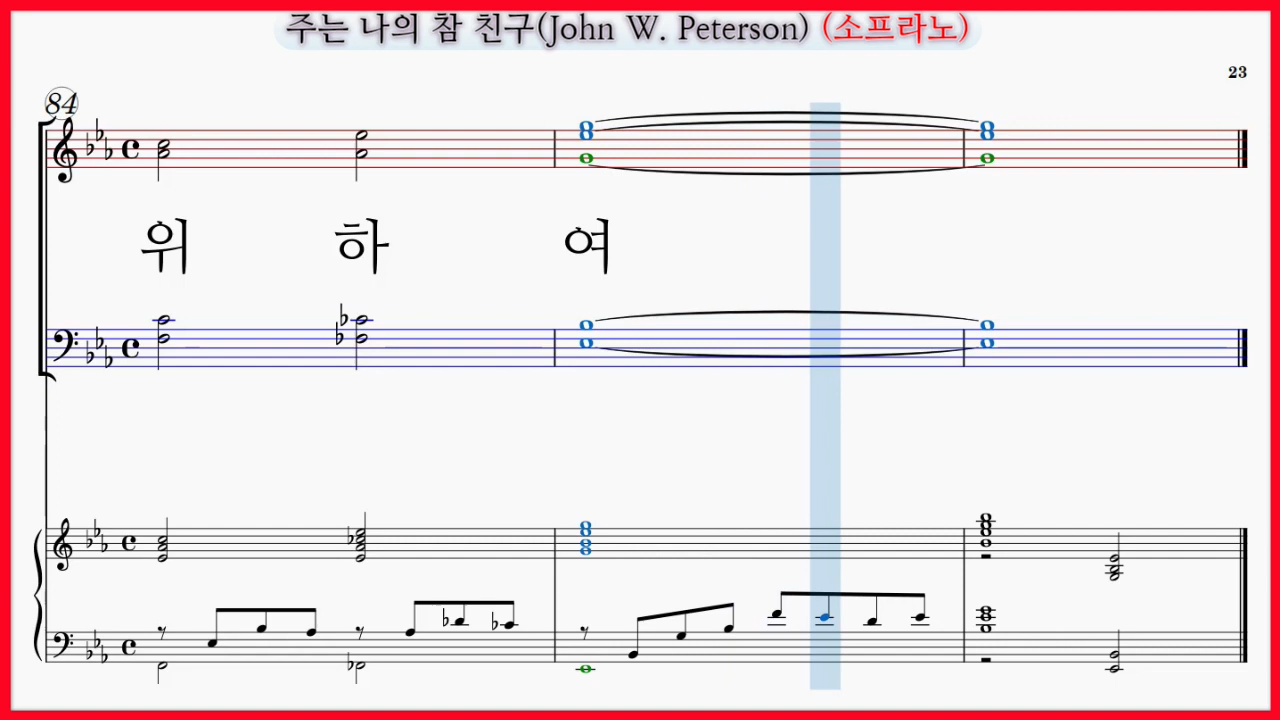 주는 나의 참 친구(John W. Peterson) (소프라노)
23
84
위 하 여